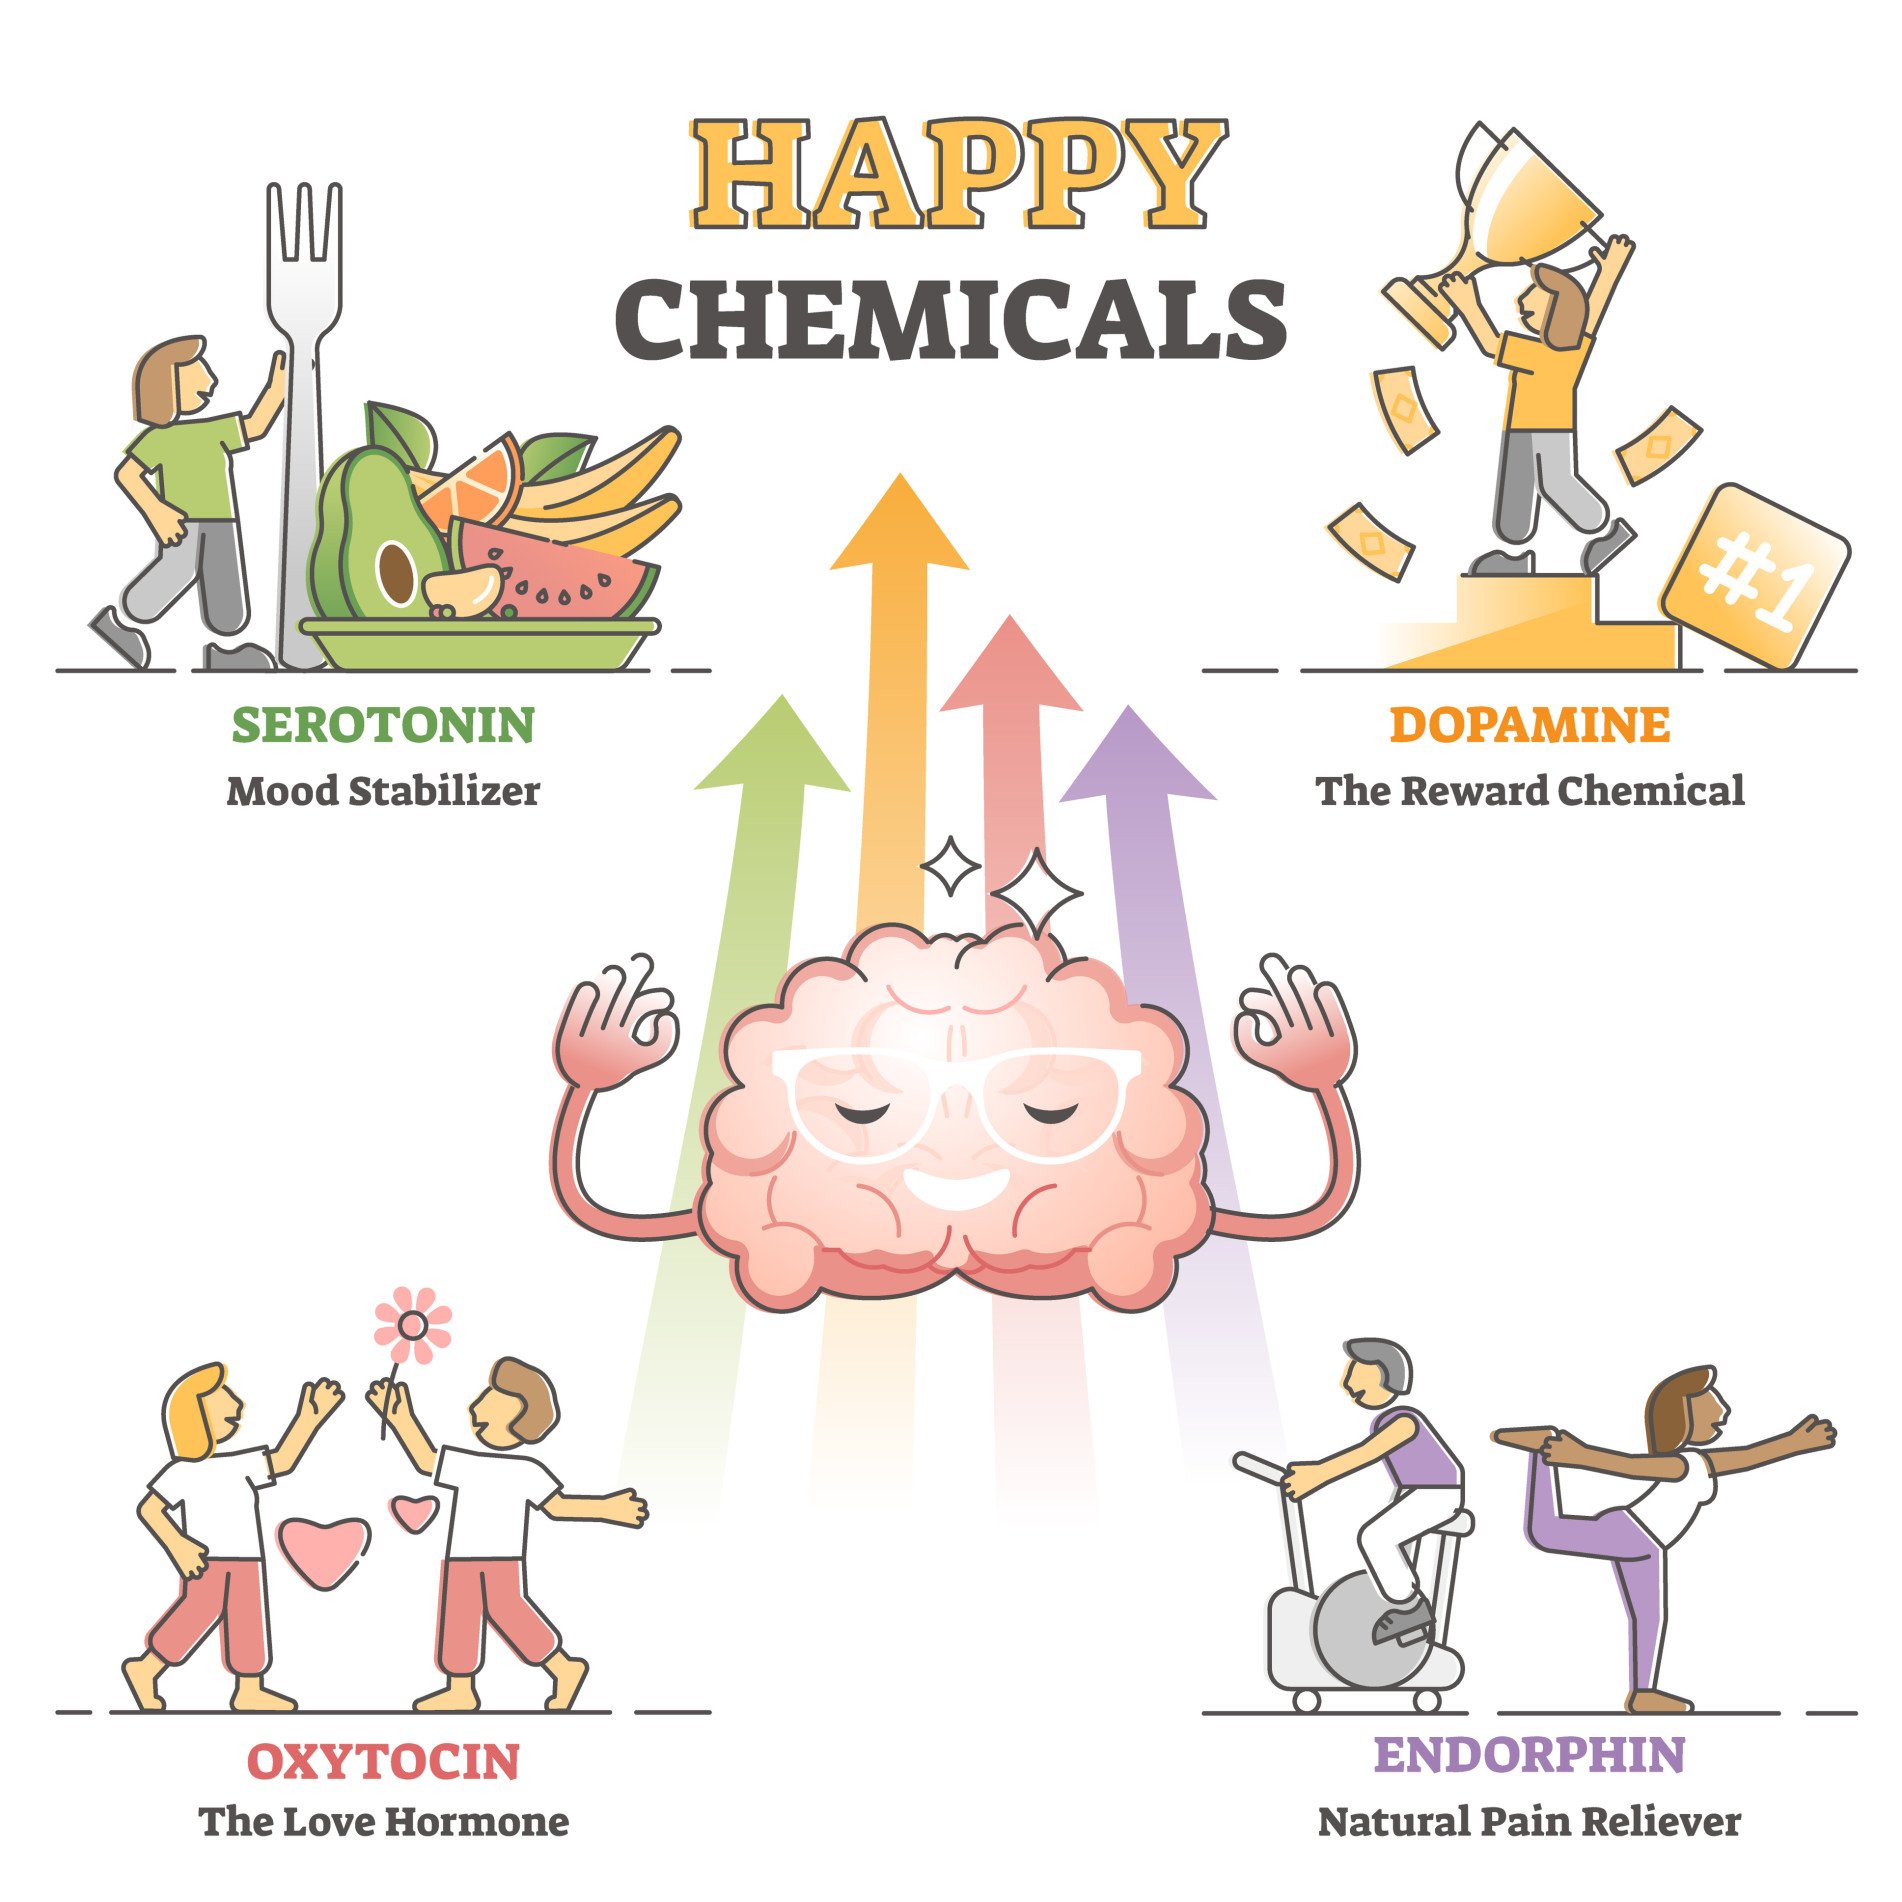 HAPPY
CHEMICALS
#1
SEROTONIN
Mood Stabilizer
DOPAMINE
The Reward Chemical
OXYTOCIN
The Love Hormone
ENDORPHIN
Natural Pain Reliever